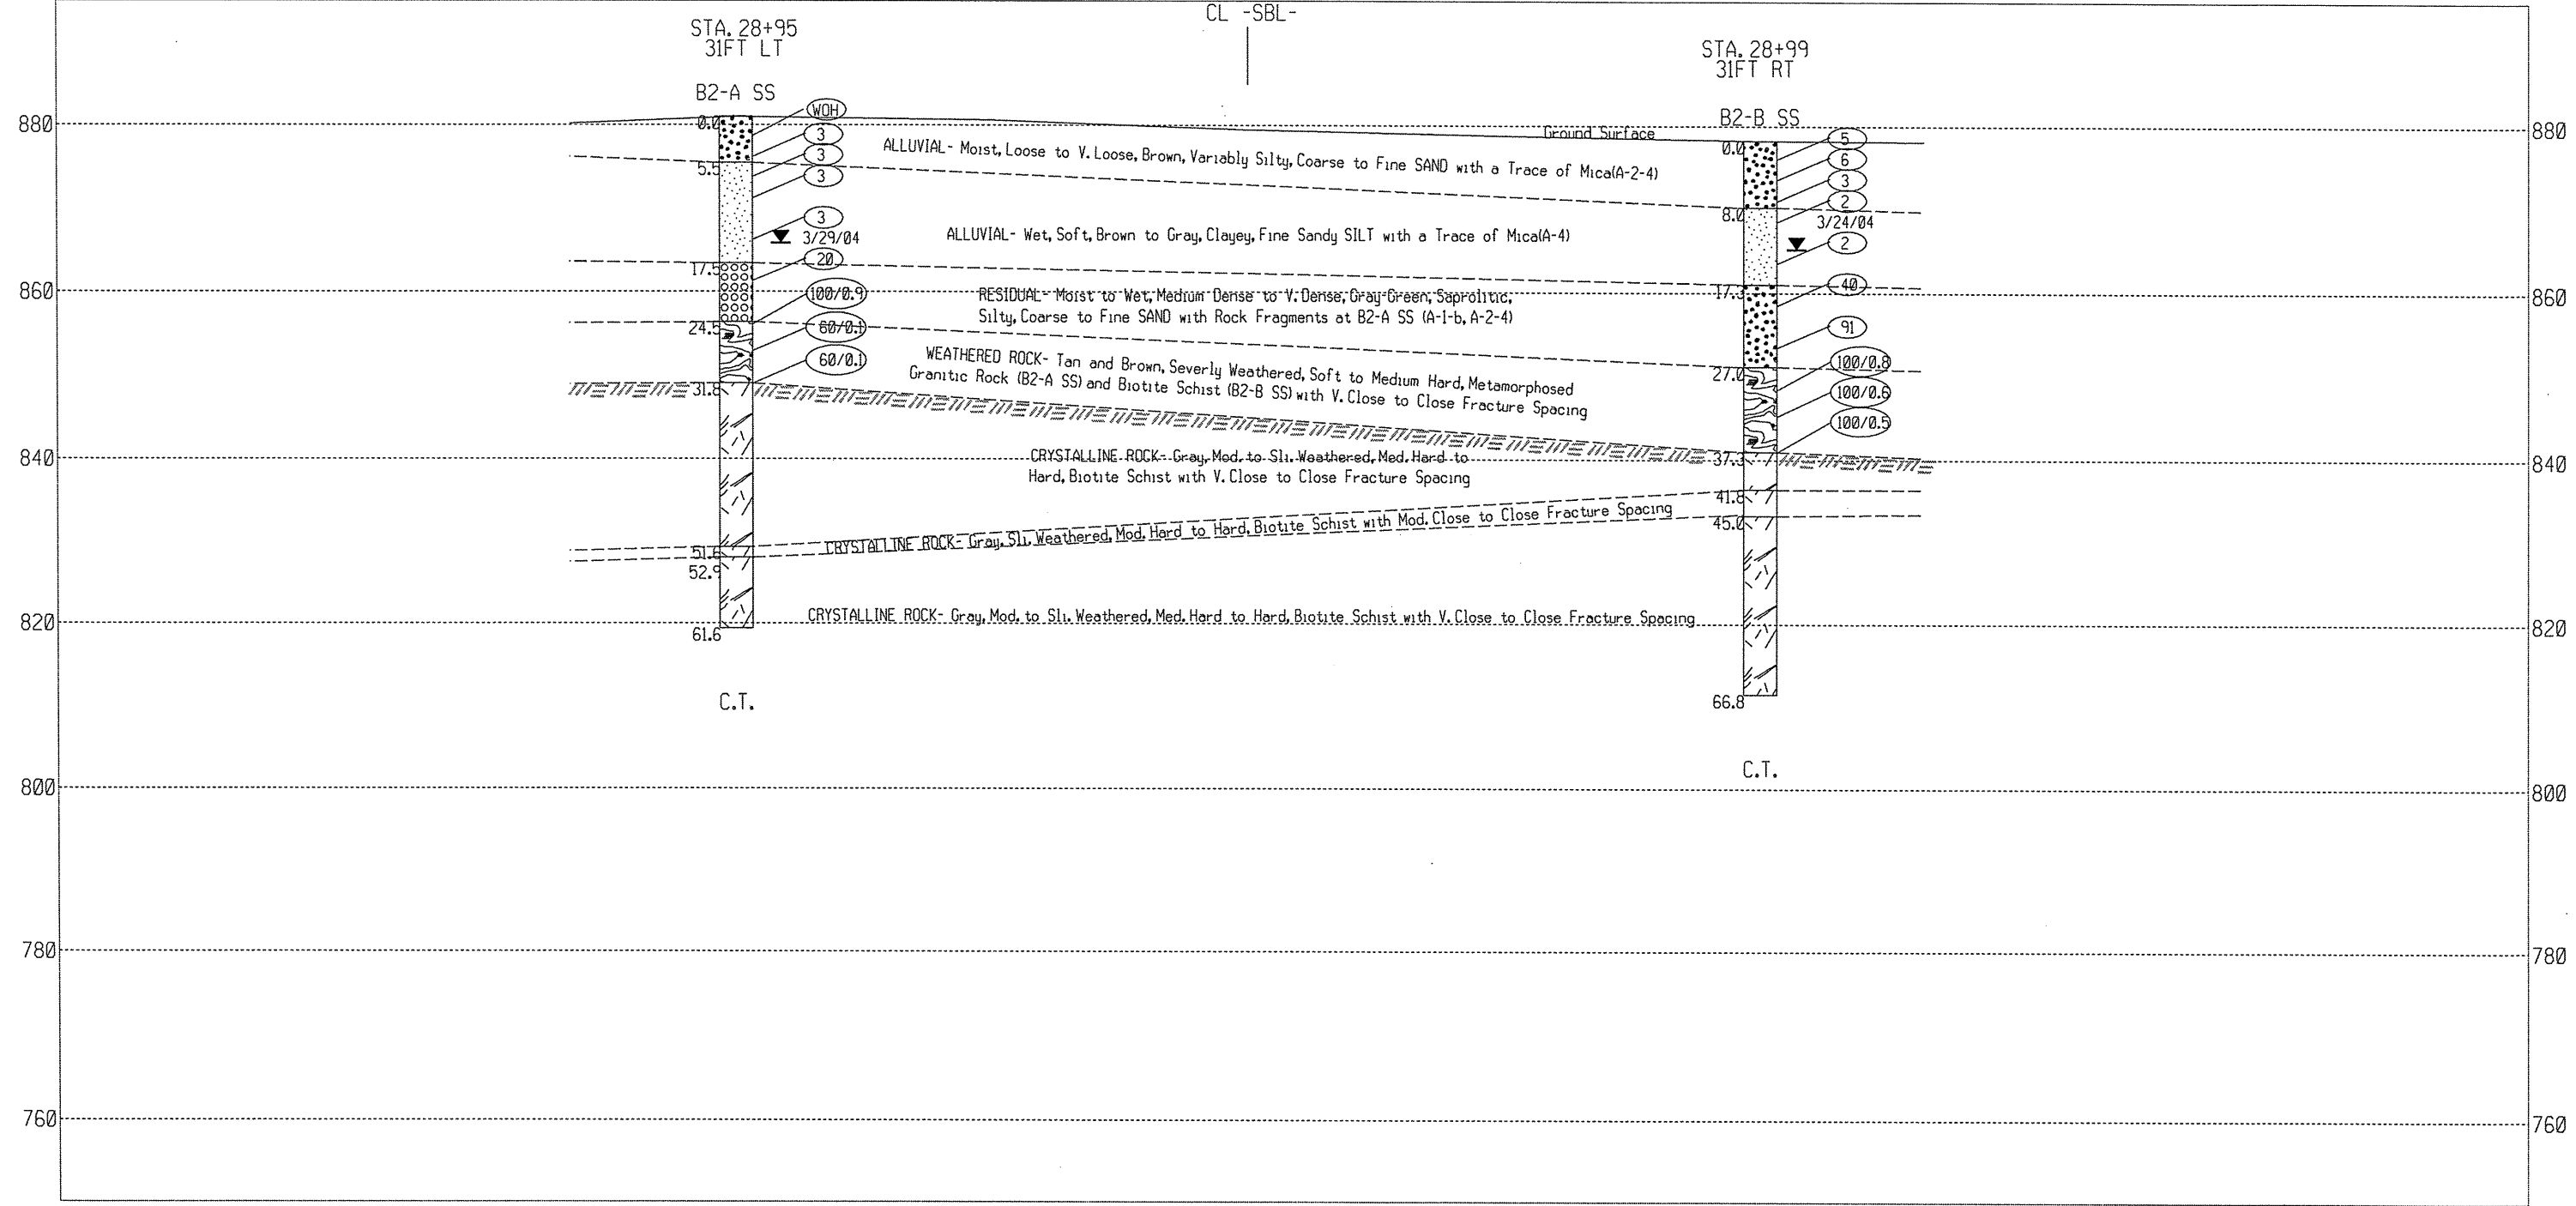 CL -SBL-
STA. 28+95
31FT LT
STA. 28+99
31FT RT
B2-A SS
B2-B SS
880
880
0.0
WOH
3
3
3
3
3/29/04
20
100/0.9
60/0.1
60/0.1
5.5
17.5
24.5
31.8
51.6
52.9
61.6
C.T.
Ground Surface
ALLUVIAL- Moist, Loose to V. Loose, Brown, Variably Silty, Coarse to Fine SAND with a Trace of Mica(A-2-4)
ALLUVIAL- Wet, Soft, Brown to Gray, Clayey, Fine Sandy SILT with a Trace of Mica(A-4)
RESIDUAL- Moist to Wet, Medium Dense to V. Dense, Gray-Green, Saprolitic,
Silty, Coarse to Fine SAND with Rock Fragments at B2-A SS (A-1-b, A-2-4)
WEATHERED ROCK- Tan and Brown, Severly Weathered, Soft to Medium Hard, Metamorphosed
Granitic Rock (B2-A SS) and Biotite Schist (B2-B SS) with V. Close to Close Fracture Spacing
CRYSTALLINE ROCK- Gray, Mod. to Sli. Weathered, Med. Hard to
Hard, Biotite Schist with V. Close to Close Fracture Spacing
CRYSTALLINE ROCK- Gray, Sli. Weathered, Mod. Hard to Hard, Biotite Schist with Mod. Close to Close Fracture Spacing
CRYSTALLINE ROCK- Gray, Mod. to Sli. Weathered, Med. Hard to Hard, Biotite Schist with V. Close to Close Fracture Spacing
0.0
5
6
3
2
3/24/04
2
40
91
100/0.8
100/0.6
100/0.5
8.0
17.3
27.0
37.3
41.8
45.0
66.8
C.T.
860
860
840
840
820
820
800
800
780
780
760
760